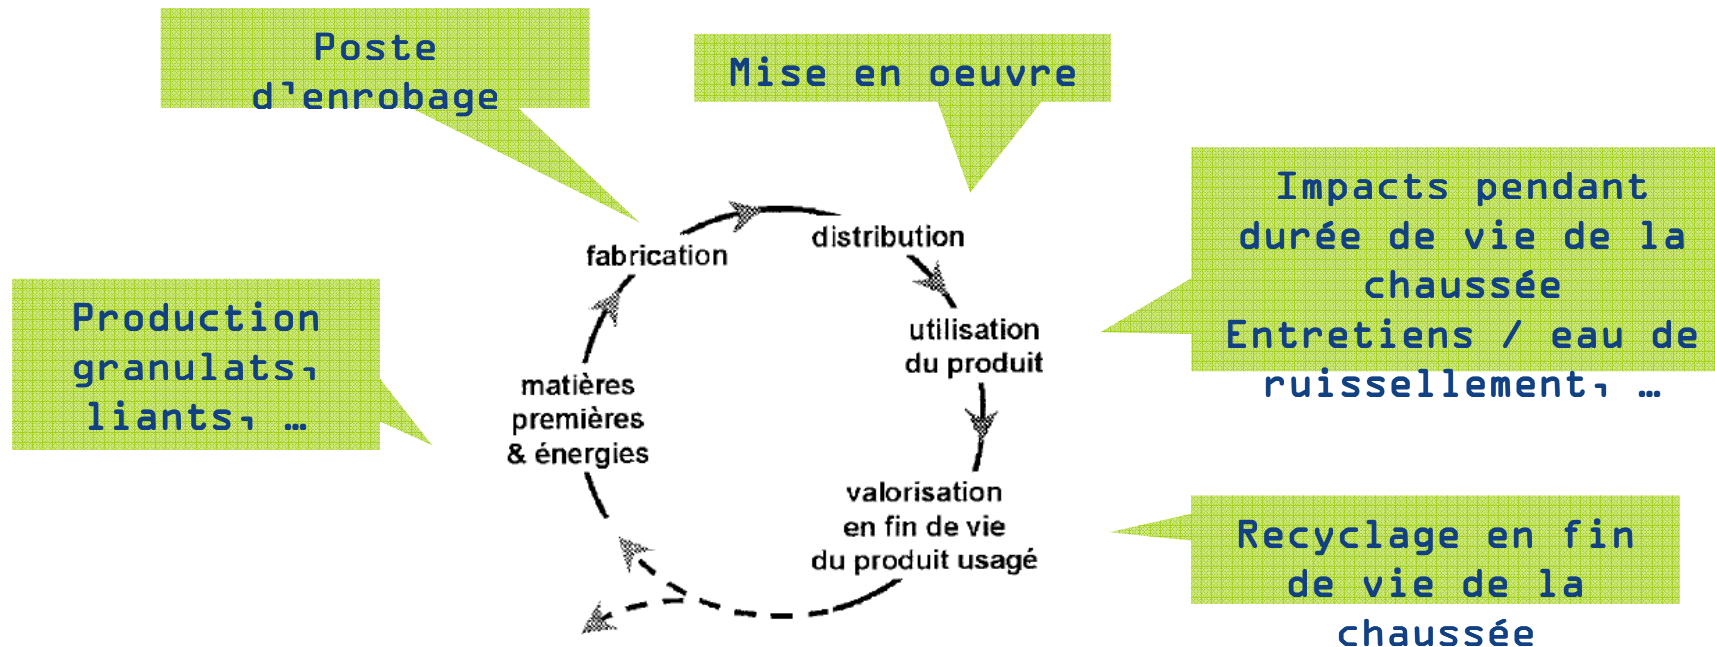 Poste
d'enrobage
Mise en oeuvre
Impacts pendant
durée de vie de la
chaussée
Entretiens / eau de
ruissellement, …
Production
granulats,
liants, …
fabrication
distribution
utilisation
du produit
matières
premières
& énergies
valorisation
en fin de vie
du produit usagé
Recyclage en fin
de vie de la
chaussée